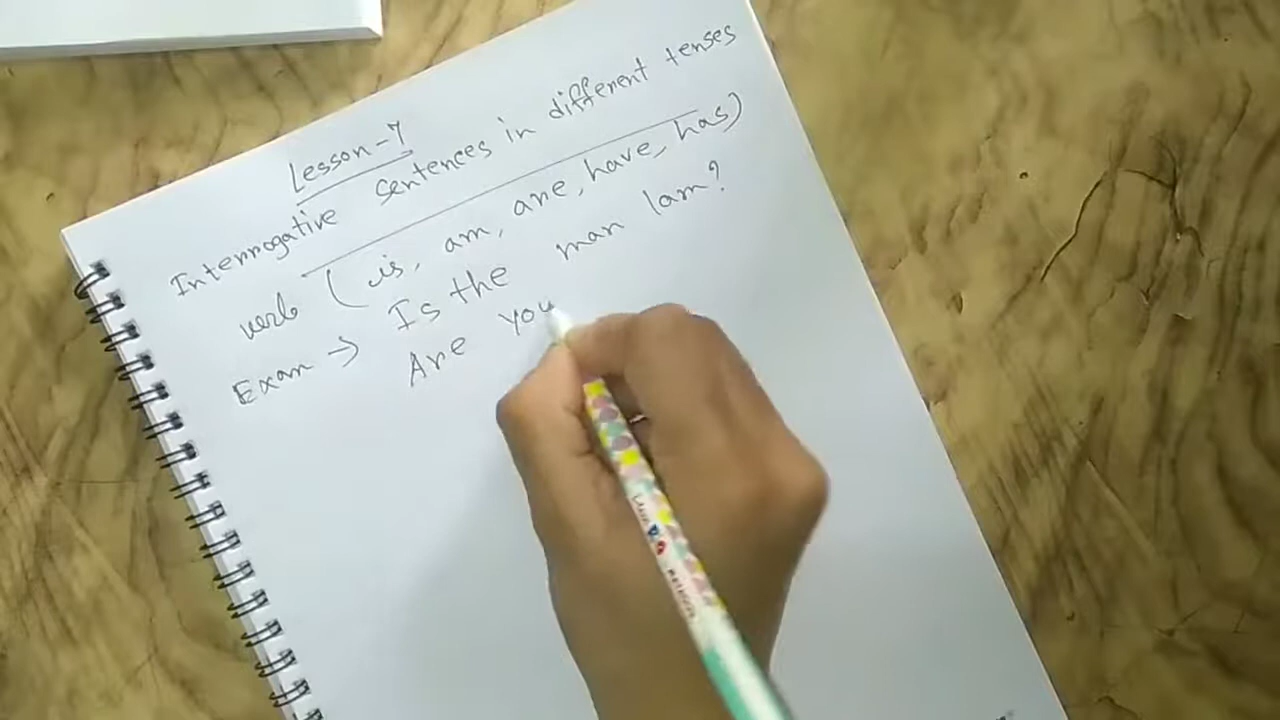 Lesson-7
Interrogative sentences in different tenses
verb (is, am, are, have, has)
Exam → Is the man lam?
Are you